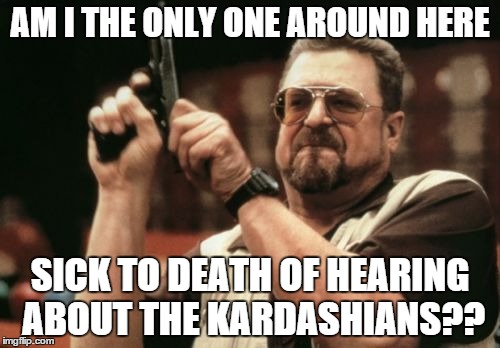 AM I THE ONLY ONE AROUND HERE
SICK TO DEATH OF HEARING
ABOUT THE KARDASHIANS??
imgflip.com